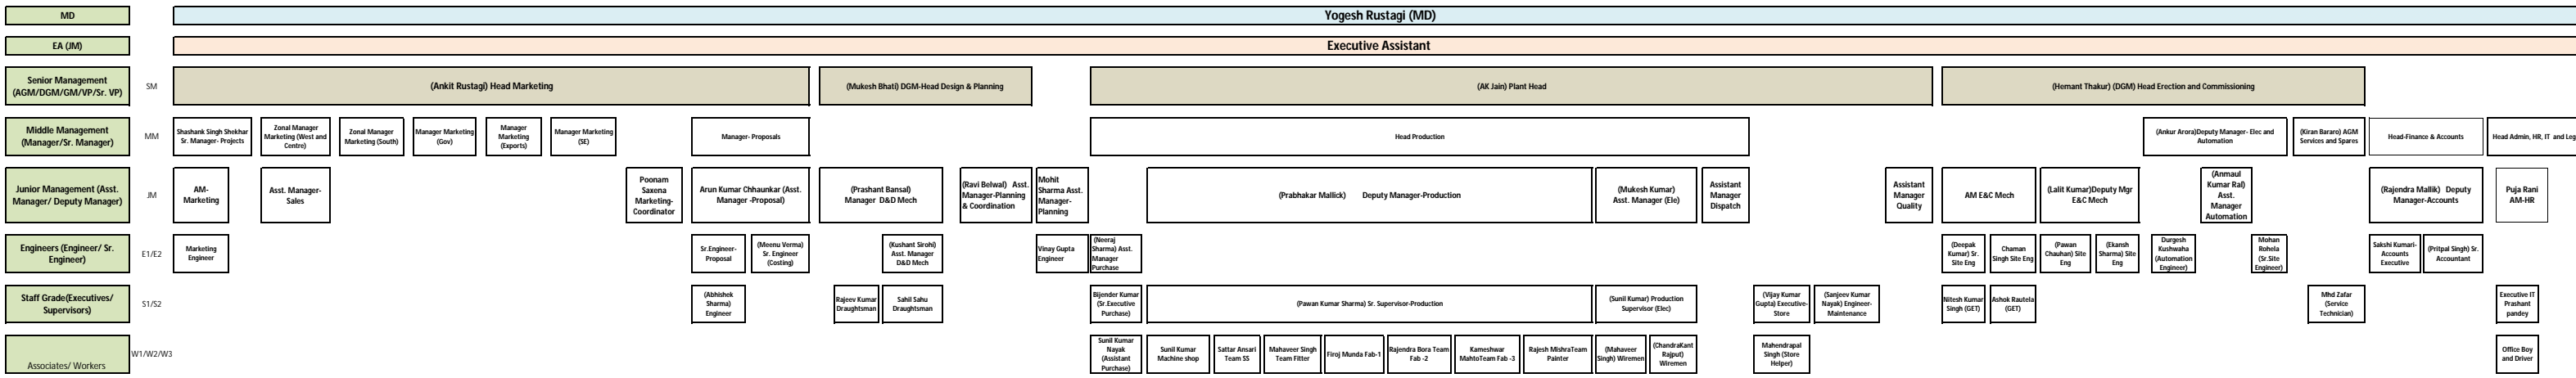 MD
Yogesh Rustagi (MD)
EA (JM)
Executive Assistant
Senior Management
(AGM/DGM/GM/VP/Sr. VP)
SM
(Ankit Rustagi) Head Marketing
(Mukesh Bhati) DGM-Head Design & Planning
(AK Jain) Plant Head
(Hemant Thakur) (DGM) Head Erection and Commissioning
Middle Management
(Manager/Sr. Manager)
MM
Shashank Singh Shekhar
Sr. Manager- Projects
Zonal Manager
Marketing (West and
Centre)
Zonal Manager
Marketing (South)
Manager Marketing
(Gov)
Manager
Marketing
(Exports)
Manager Marketing
(SE)
Manager- Proposals
Head Production
(Ankur Arora)Deputy Manager- Elec and
Automation
(Kiran Bararo) AGM
Services and Spares
Head-Finance & Accounts
Head Admin, HR, IT and Leg
Junior Management (Asst.
Manager/ Deputy Manager)
JM
AM-
Marketing
Asst. Manager-
Sales
Poonam
Saxena
Marketing-
Coordinator
Arun Kumar Chhaunkar (Asst.
Manager -Proposal)
(Prashant Bansal)
Manager D&D Mech
(Ravi Belwal) Asst.
Manager-Planning
& Coordination
Mohit
Sharma Asst.
Manager-
Planning
(Prabhakar Mallick) Deputy Manager-Production
(Mukesh Kumar)
Asst. Manager (Ele)
Assistant
Manager
Dispatch
Assistant
Manager
Quality
AM E&C Mech
(Lalit Kumar)Deputy Mgr
E&C Mech
(Anmaul
Kumar Ral)
Asst.
Manager
Automation
(Rajendra Mallik) Deputy
Manager-Accounts
Puja Rani
AM-HR
Engineers (Engineer/ Sr.
Engineer)
E1/E2
Marketing
Engineer
Sr.Engineer-
Proposal
(Meenu Verma)
Sr. Engineer
(Costing)
(Kushant Sirohi)
Asst. Manager
D&D Mech
Vinay Gupta
Engineer
(Neeraj
Sharma) Asst.
Manager
Purchase
(Deepak
Kumar) Sr.
Site Eng
Chaman
Singh Site Eng
(Pawan
Chauhan) Site
Eng
(Ekansh
Sharma) Site
Eng
Durgesh
Kushwaha
(Automation
Engineer)
Mohan
Rohela
(Sr.Site
Engineer)
Sakshi Kumari-
Accounts
Executive
(Pritpal Singh) Sr.
Accountant
Staff Grade(Executives/
Supervisors)
S1/S2
(Abhishek
Sharma)
Engineer
Rajeev Kumar
Draughtsman
Sahil Sahu
Draughtsman
Bijender Kumar
(Sr.Executive
Purchase)
(Pawan Kumar Sharma) Sr. Supervisor-Production
(Sunil Kumar) Production
Supervisor (Elec)
(Vijay Kumar
Gupta) Executive-
Store
(Sanjeev Kumar
Nayak) Engineer-
Maintenance
Nitesh Kumar
Singh (GET)
Ashok Rautela
(GET)
Mhd Zafar
(Service
Technician)
Executive IT
Prashant
pandey
Associates/ Workers
W1/W2/W3
Sunil Kumar
Nayak
(Assistant
Purchase)
Sunil Kumar
Machine shop
Sattar Ansari
Team SS
Mahaveer Singh
Team Fitter
Firoj Munda Fab-1
Rajendra Bora Team
Fab -2
Kameshwar
MahtoTeam Fab -3
Rajesh MishraTeam
Painter
(Mahaveer
Singh) Wiremen
(ChandraKant
Rajput)
Wiremen
Mahendrapal
Singh (Store
Helper)
Office Boy
and Driver